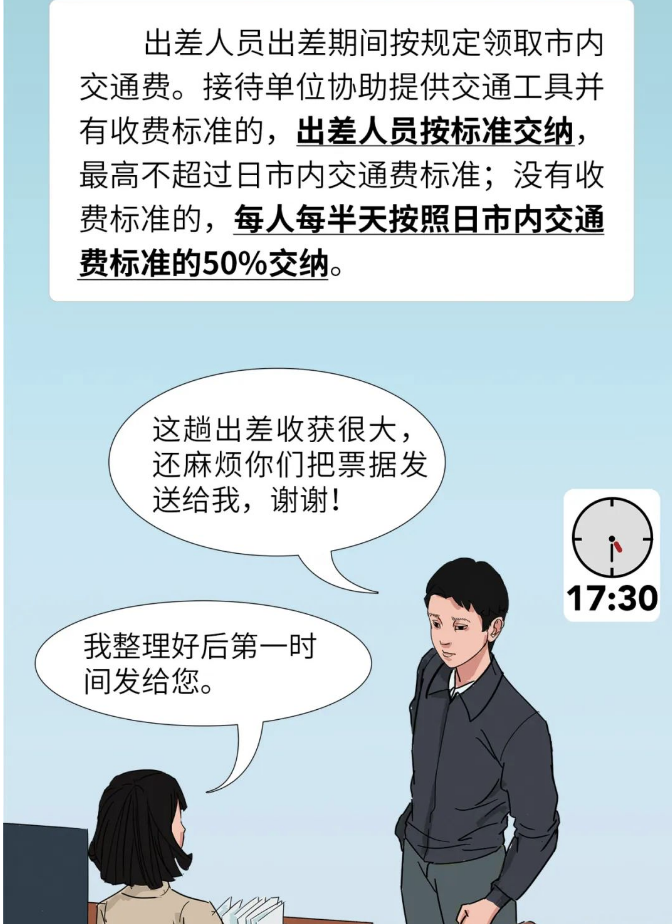 出差人员出差期间按规定领取市内
交通费。接待单位协助提供交通工具并
有收费标准的，出差人员按标准交纳，
最高不超过日市内交通费标准；没有收
费标准的，每人每半天按照日市内交通
费标准的50%交纳。
这趟出差收获很大，
还麻烦你们把票据发
送给我，谢谢！
17:30
我整理好后第一时
间发给您。